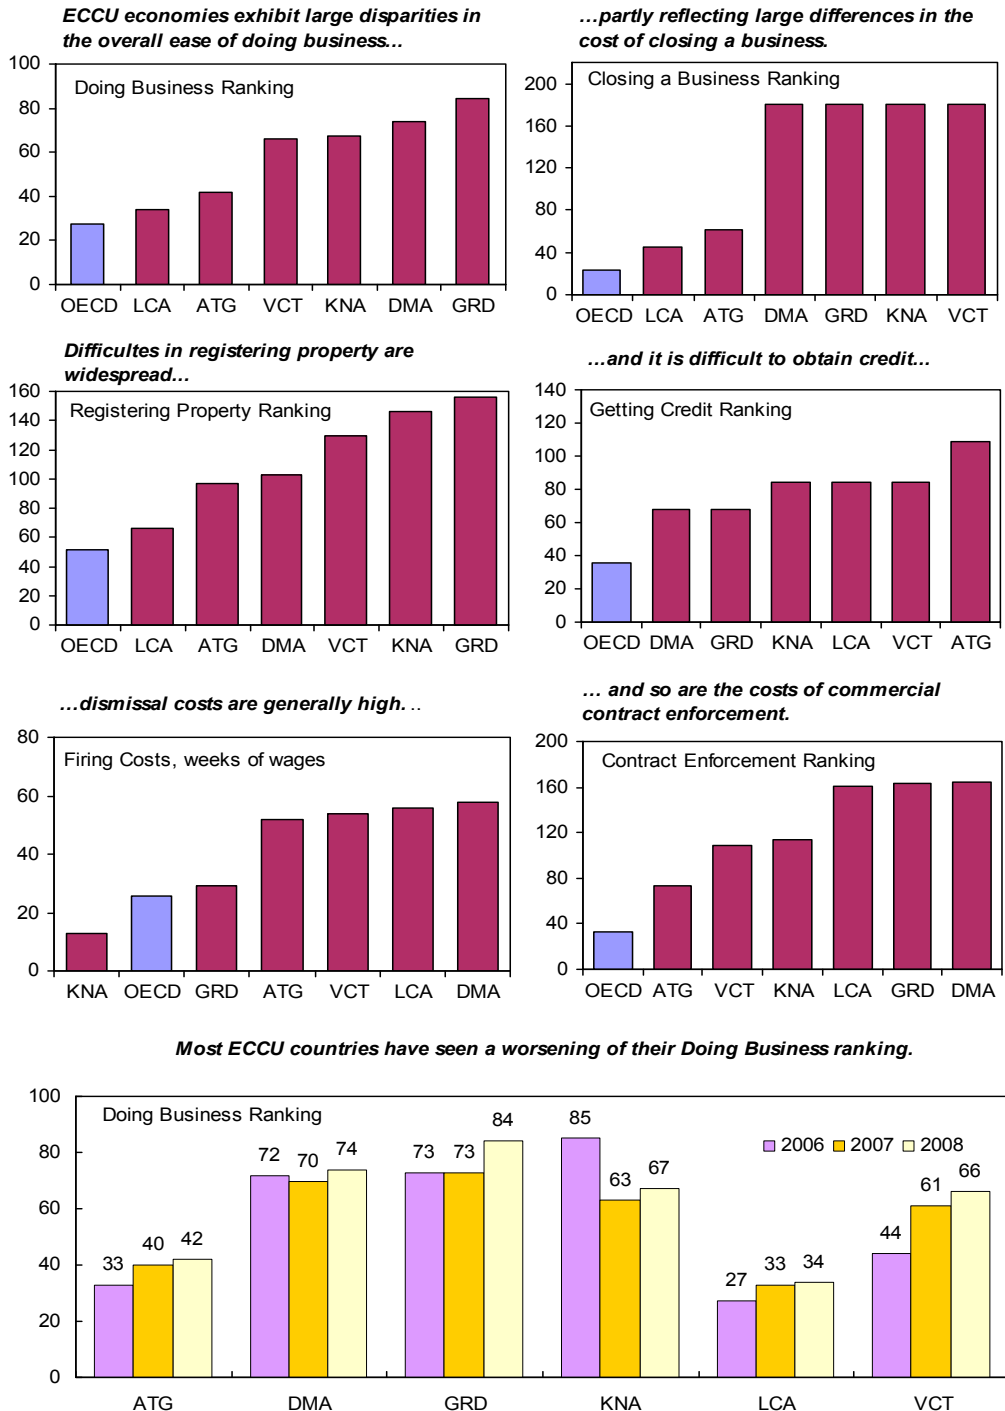 ECCU economies exhibit large disparities in
the overall ease of doing business...
100
80
60
40
20
0
Doing Business Ranking
OECD LCA ATG VCT KNA DMA GRD
...partly reflecting large differences in the
cost of closing a business.
200
160
120
80
40
0
Closing a Business Ranking
OECD LCA ATG DMA GRD KNA VCT
Difficultes in registering property are
widespread...
160
140
120
100
80
60
40
20
0
Registering Property Ranking
OECD LCA ATG DMA VCT KNA GRD
...and it is difficult to obtain credit...
140
120
100
80
60
40
20
0
Getting Credit Ranking
OECD DMA GRD KNA LCA VCT ATG
...dismissal costs are generally high. ..
80
60
40
20
0
Firing Costs, weeks of wages
KNA OECD GRD ATG VCT LCA DMA
... and so are the costs of commercial
contract enforcement.
200
160
120
80
40
0
Contract Enforcement Ranking
OECD ATG VCT KNA LCA GRD DMA
Most ECCU countries have seen a worsening of their Doing Business ranking.
100
80
60
40
20
0
Doing Business Ranking
2006 2007 2008
33 40 42
72 70 74
73 73 84
85 63 67
27 33 34
44 61 66
ATG DMA GRD KNA LCA VCT